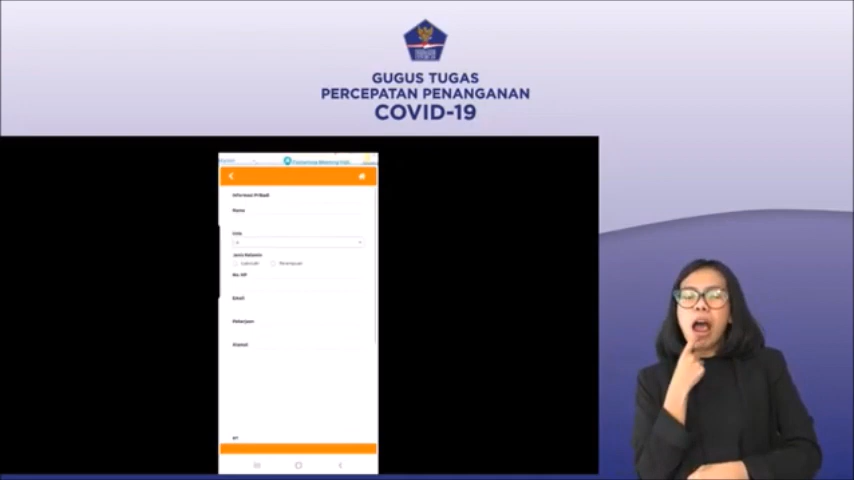 GUGUS TUGAS
PERCEPATAN PENANGANAN
COVID-19
Informasi Pribadi
Nama
Usia
Jenis Kelamin
Laki-laki
Perempuan
No. HP
Email
Pekerjaan
Alamat
RT